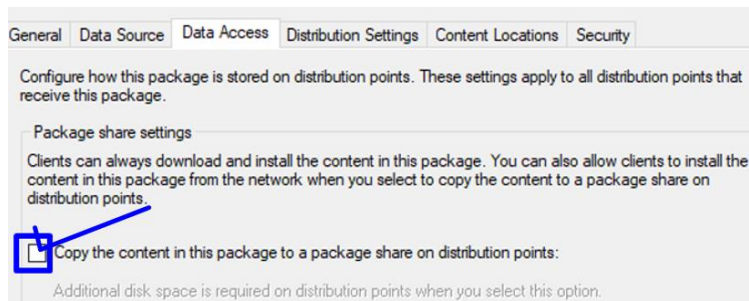 General Data Source Data Access Distribution Settings Content Locations Security
Configure how this package is stored on distribution points. These settings apply to all distribution points that
receive this package.
Package share settings
Clients can always download and install the content in this package. You can also allow clients to install the
content in this package from the network when you select to copy the content to a package share on
distribution points.
Copy the content in this package to a package share on distribution points:
Additional disk space is required on distribution points when you select this option.